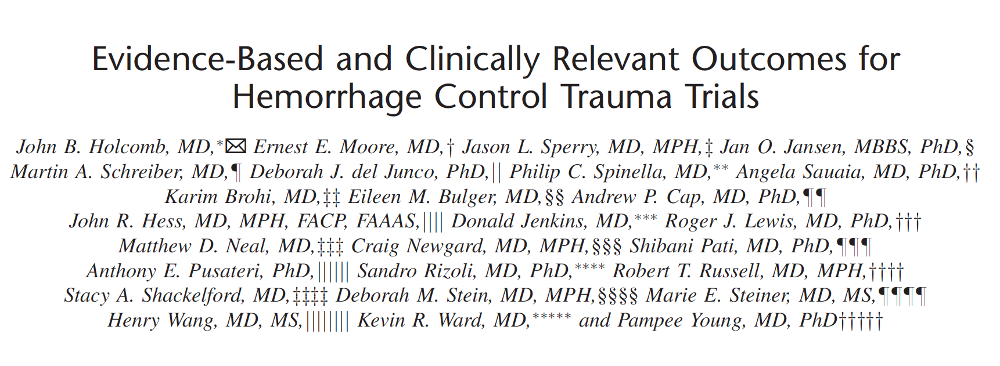 Evidence-Based and Clinically Relevant Outcomes for
Hemorrhage Control Trauma Trials
John B. Holcomb, MD,*✉ Ernest E. Moore, MD,† Jason L. Sperry, MD, MPH,‡ Jan O. Jansen, MBBS, PhD,§
Martin A. Schreiber, MD,¶ Deborah J. del Junco, PhD,|| Philip C. Spinella, MD,** Angela Sauaia, MD, PhD,††
Karim Brohi, MD,‡‡ Eileen M. Bulger, MD,§§ Andrew P. Cap, MD, PhD,¶¶
John R. Hess, MD, MPH, FACP, FAAAS,|||| Donald Jenkins, MD,*** Roger J. Lewis, MD, PhD,†††
Matthew D. Neal, MD,‡‡‡ Craig Newgard, MD, MPH,§§§ Shibani Pati, MD, PhD,¶¶¶
Anthony E. Pusateri, PhD,|||||| Sandro Rizoli, MD, PhD,**** Robert T. Russell, MD, MPH,††††
Stacy A. Shackelford, MD,‡‡‡‡ Deborah M. Stein, MD, MPH,§§§§ Marie E. Steiner, MD, MS,¶¶¶¶
Henry Wang, MD, MS,|||||||| Kevin R. Ward, MD,***** and Pampee Young, MD, PhD†††††